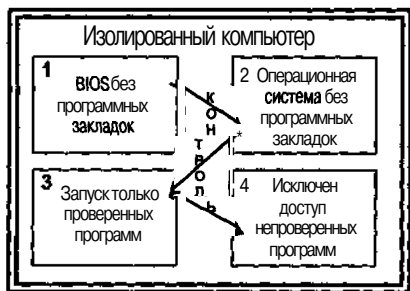 Изолированный компьютер
1
BIOS без
программных
закладок
2 Операционная
система без
программных
закладок
КОНТРОЛЬ
3
Запуск только
проверенных
программ
4 Исключен
доступ
непроверенных
программ